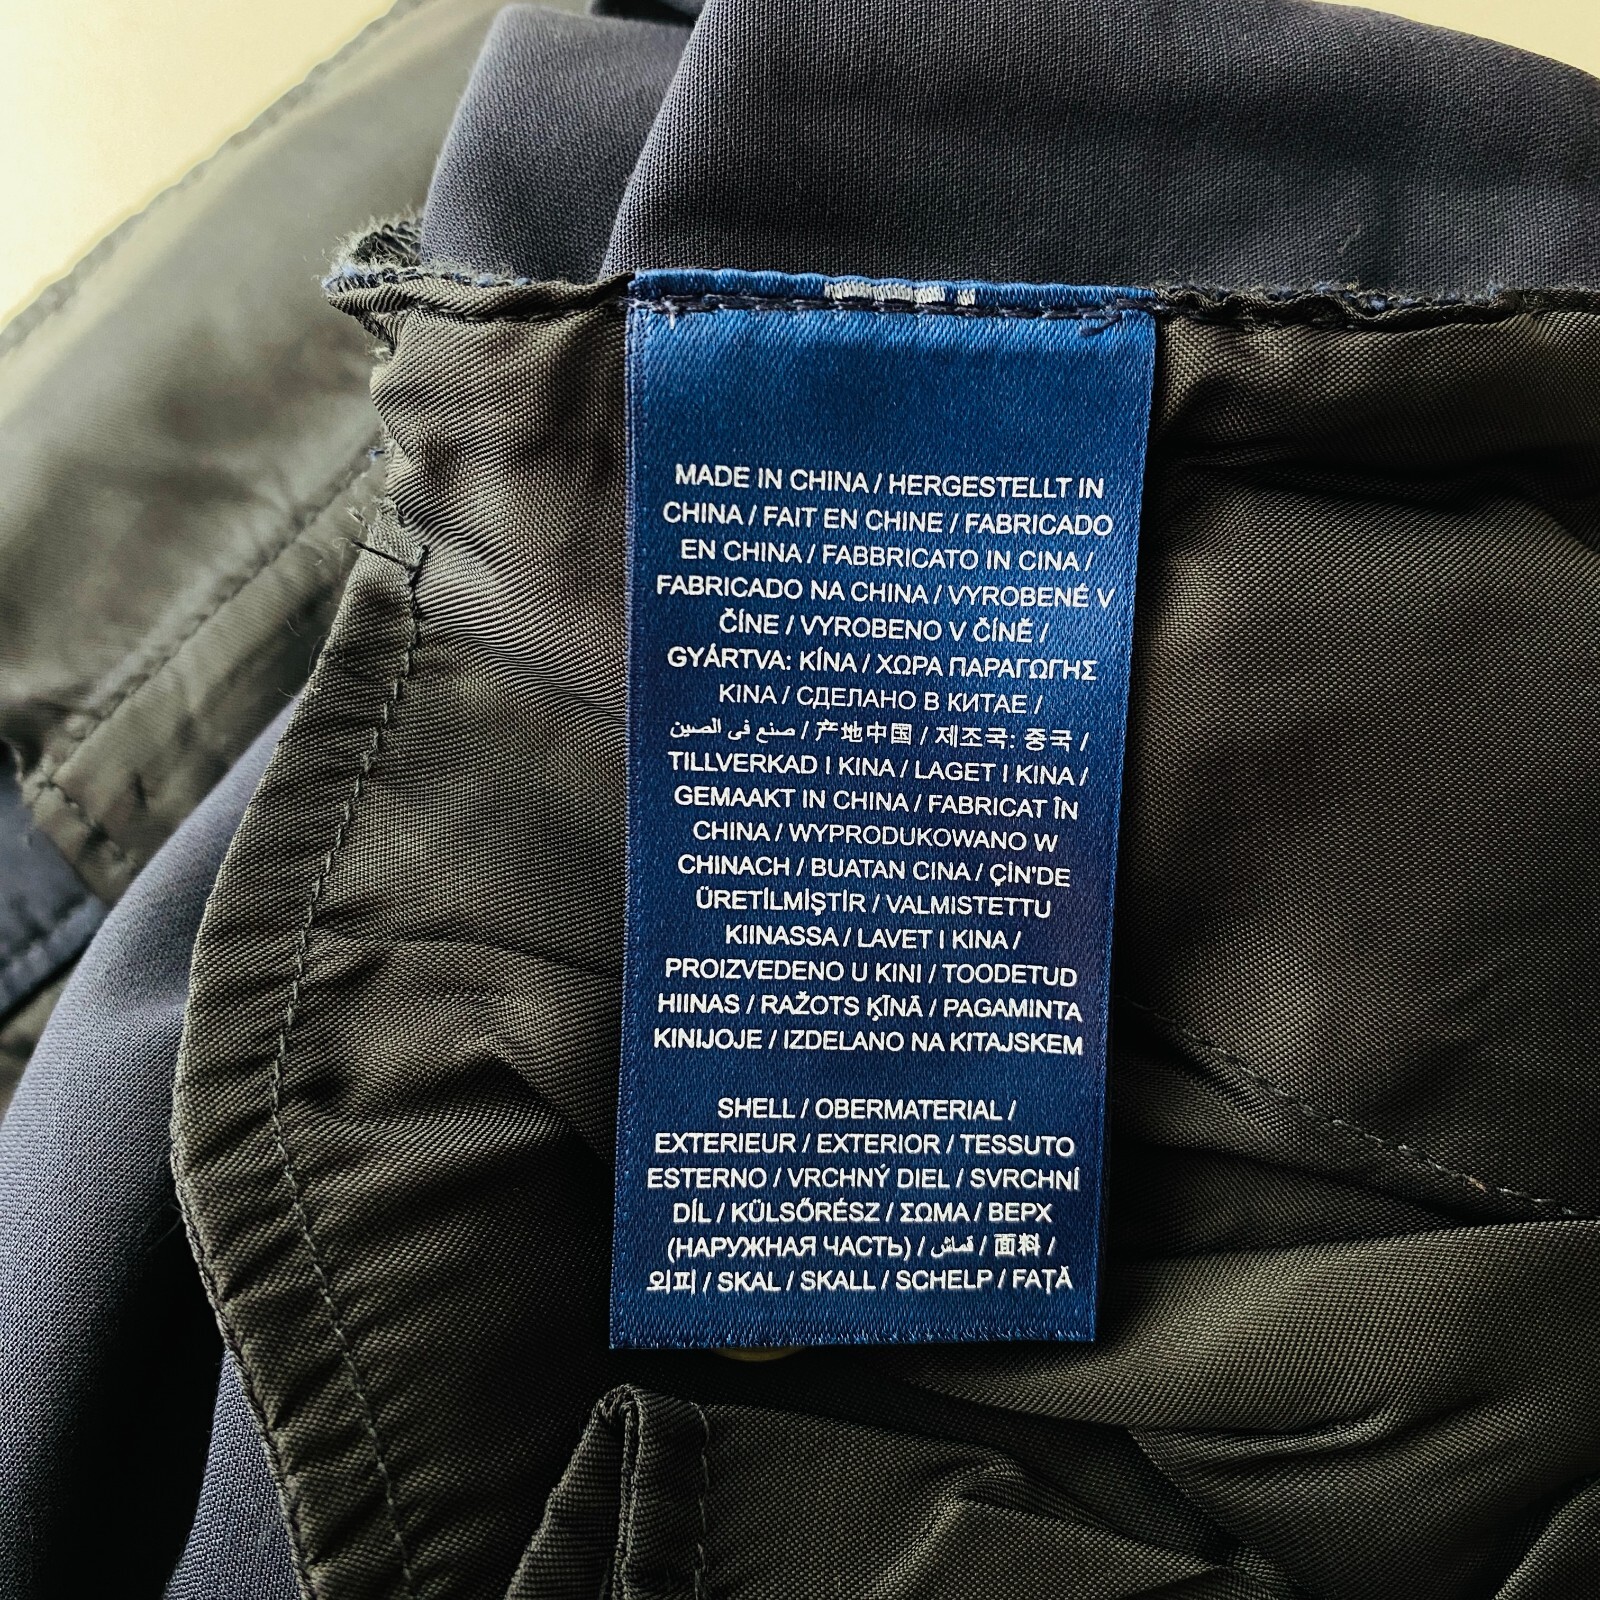 MADE IN CHINA / HERGESTELLT IN
CHINA / FAIT EN CHINE / FABRICADO
EN CHINA / FABBRICATO IN CINA /
FABRICADO NA CHINA / VYROBENÉ V
ČÍNE / VYROBENO V ČÍNĚ /
GYÁRTVA: KÍNA / ΧΩΡΑ ΠΑΡΑΓΩΓΗΣ
KINA / СДЕЛАНО В КИТАЕ /
صنع في الصين / 产地中国 / 제조국: 중국 /
TILLVERKAD I KINA / LAGET I KINA /
GEMAAKT IN CHINA / FABRICAT ÎN
CHINA / WYPRODUKOWANO W
CHINACH / BUATAN CINA / ÇİN'DE
ÜRETİLMİŞTİR / VALMISTETTU
KIINASSA / LAVET I KINA /
PROIZVEDENO U KINI / TOODETUD
HIINAS / RAŽOTS ĶĪNĀ / PAGAMINTA
KINIJOJE / IZDELANO NA KITAJSKEM
SHELL / OBERMATERIAL /
EXTERIEUR / EXTERIOR / TESSUTO
ESTERNO / VRCHNÝ DIEL / SVRCHNÍ
DÍL / KÜLSŐRÉSZ / ΣΩΜΑ / ВЕРХ
(НАРУЖНАЯ ЧАСТЬ) / قماش / 面料 /
외피 / SKAL / SKALL / SCHELP / FAȚĂ